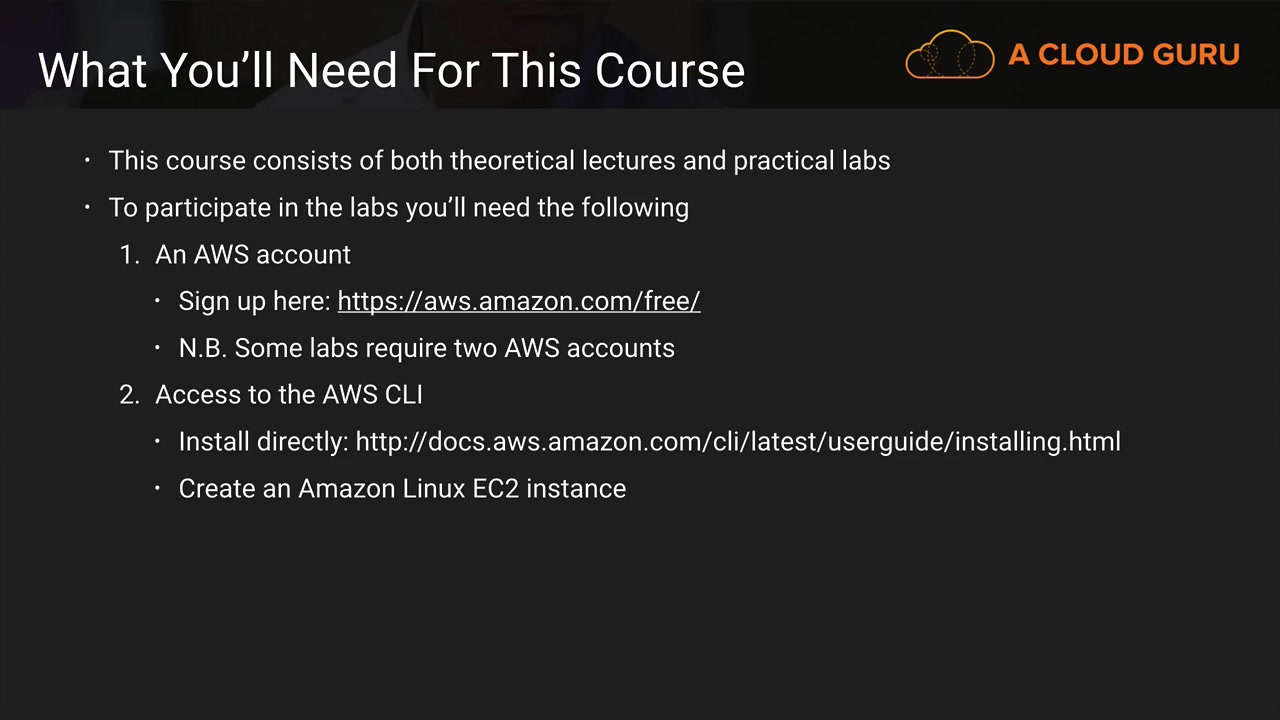 What You’ll Need For This Course
A CLOUD GURU
· This course consists of both theoretical lectures and practical labs
· To participate in the labs you’ll need the following
1. An AWS account
· Sign up here: https://aws.amazon.com/free/
· N.B. Some labs require two AWS accounts
2. Access to the AWS CLI
· Install directly: http://docs.aws.amazon.com/cli/latest/userguide/installing.html
· Create an Amazon Linux EC2 instance